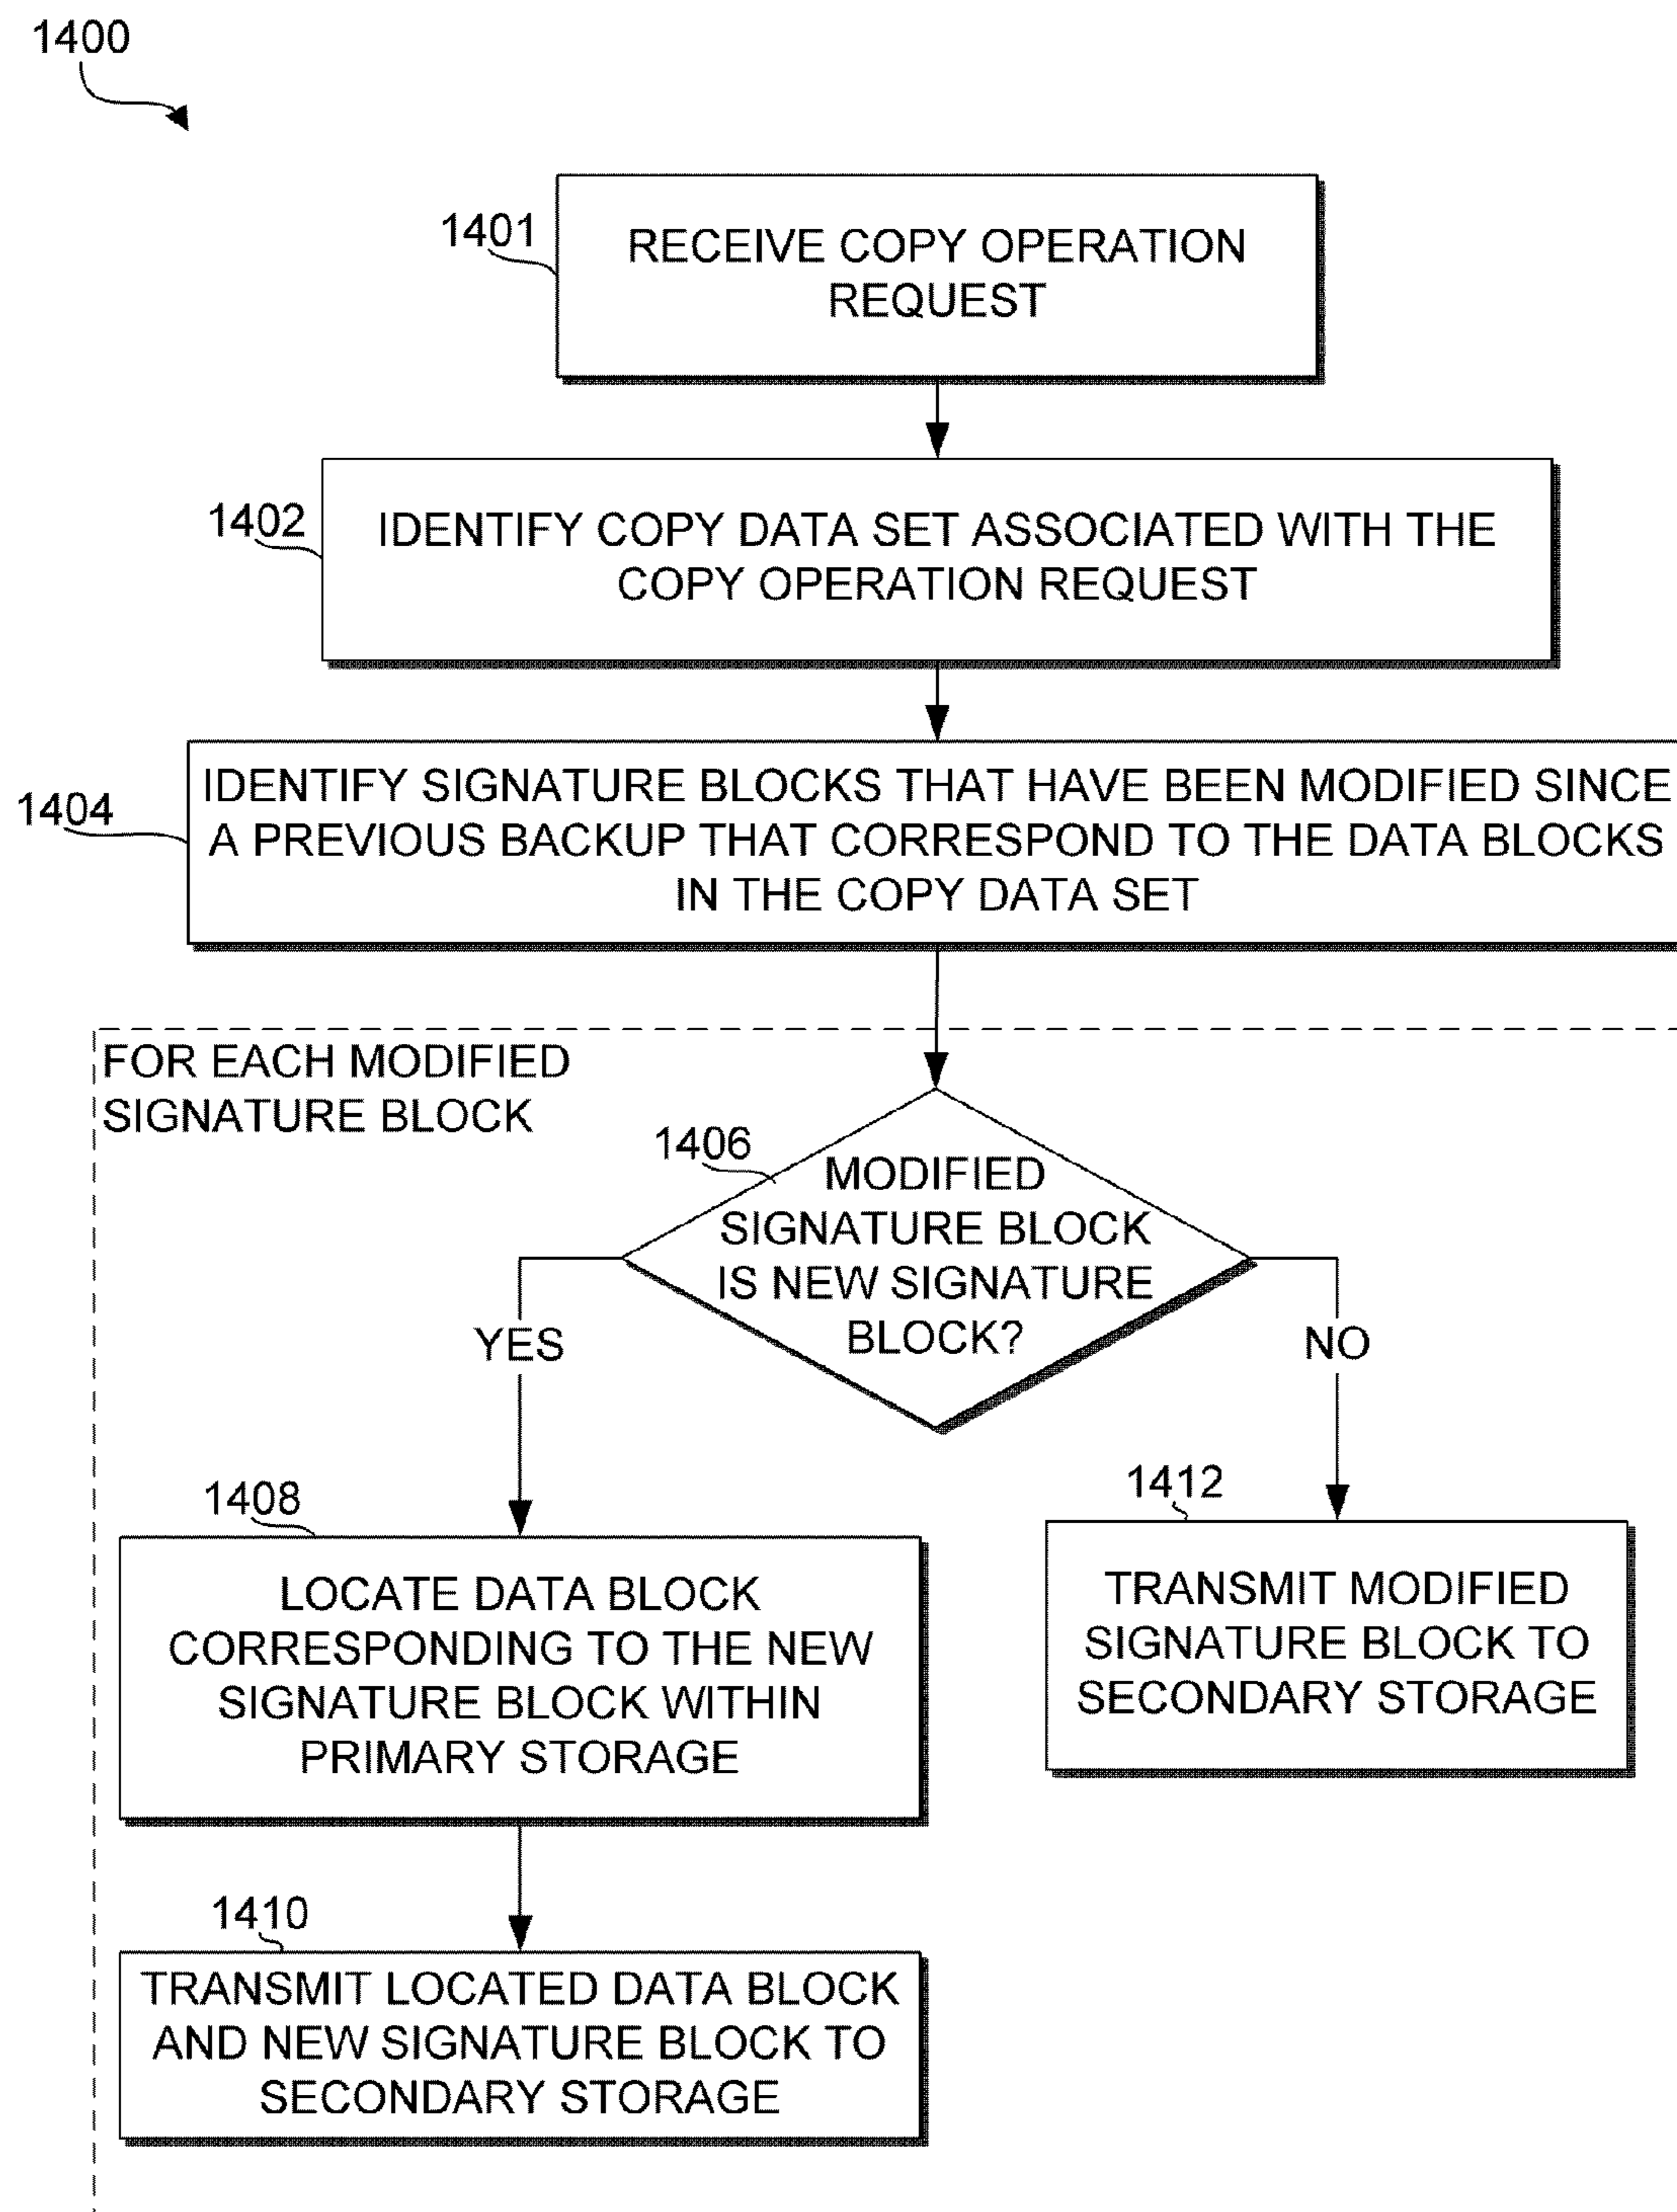 1400
1401
RECEIVE COPY OPERATION
REQUEST
1402
IDENTIFY COPY DATA SET ASSOCIATED WITH THE
COPY OPERATION REQUEST
1404
IDENTIFY SIGNATURE BLOCKS THAT HAVE BEEN MODIFIED SINCE
A PREVIOUS BACKUP THAT CORRESPOND TO THE DATA BLOCKS
IN THE COPY DATA SET
FOR EACH MODIFIED
SIGNATURE BLOCK
1406
MODIFIED
SIGNATURE BLOCK
IS NEW SIGNATURE
BLOCK?
YES
NO
1408
LOCATE DATA BLOCK
CORRESPONDING TO THE NEW
SIGNATURE BLOCK WITHIN
PRIMARY STORAGE
1412
TRANSMIT MODIFIED
SIGNATURE BLOCK TO
SECONDARY STORAGE
1410
TRANSMIT LOCATED DATA BLOCK
AND NEW SIGNATURE BLOCK TO
SECONDARY STORAGE